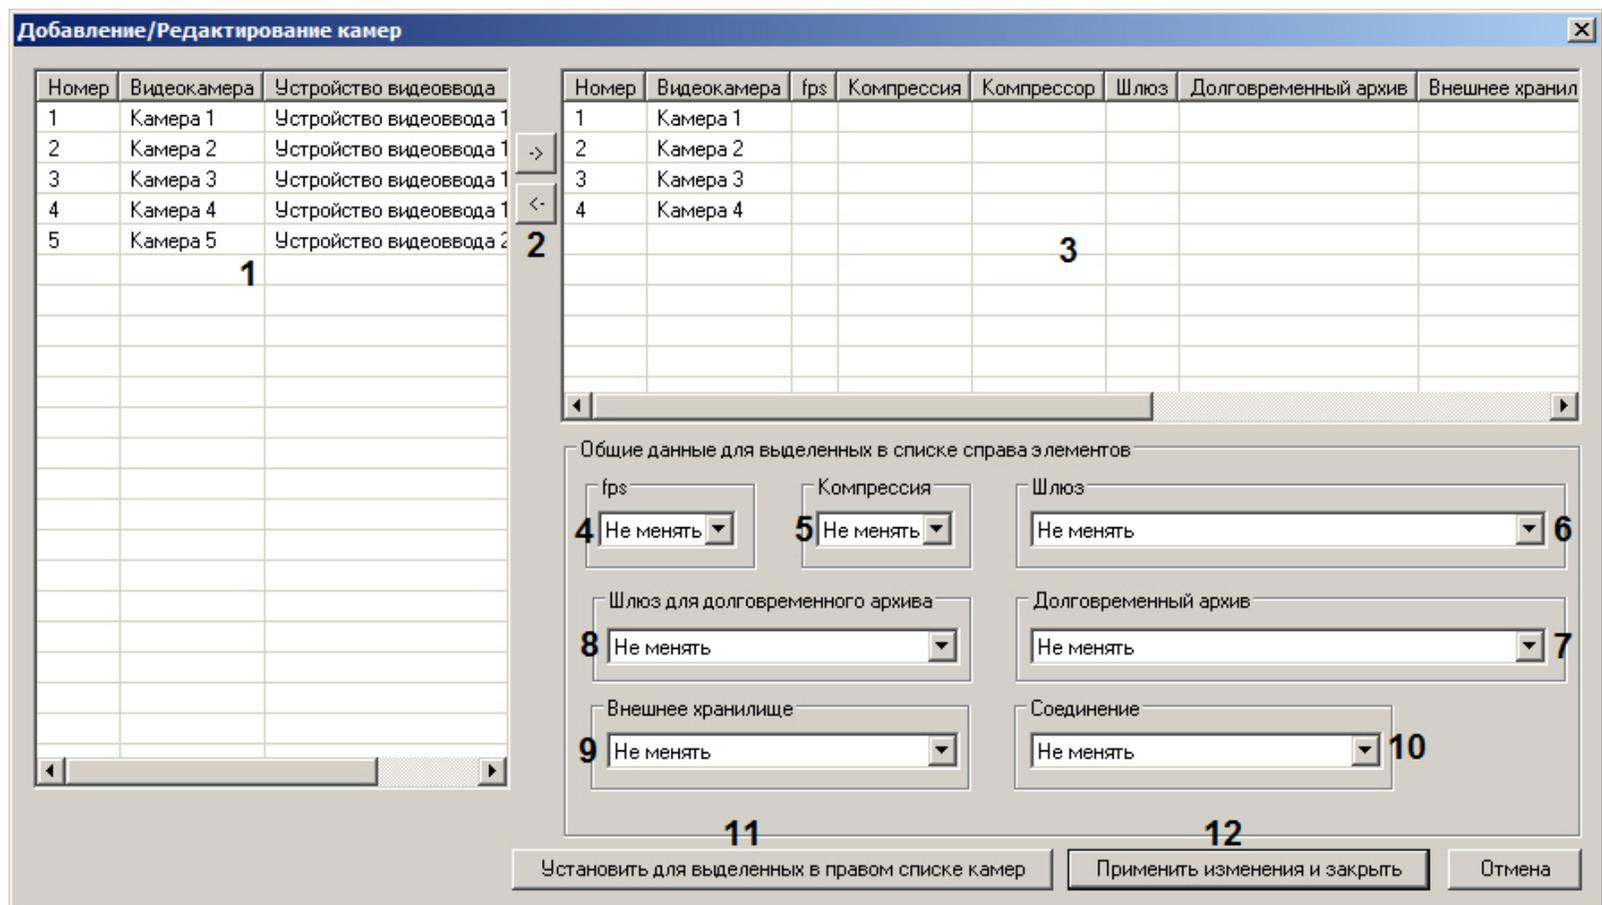 Добавление/Редактирование камер
Номер Видеокамера Устройство видеоввода
1 Камера 1 Устройство видеоввода 1
2 Камера 2 Устройство видеоввода 1
3 Камера 3 Устройство видеоввода 1
4 Камера 4 Устройство видеоввода 1
5 Камера 5 Устройство видеоввода 2
1
->
<-
2
Номер Видеокамера fps Компрессия Компрессор Шлюз Долговременный архив Внешнее хранил
1 Камера 1
2 Камера 2
3 Камера 3
4 Камера 4
3
Общие данные для выделенных в списке справа элементов
fps Компрессия Шлюз
4 Не менять 5 Не менять Не менять 6
Шлюз для долговременного архива Долговременный архив
8 Не менять Не менять 7
Внешнее хранилище Соединение
9 Не менять Не менять 10
11 12
Установить для выделенных в правом списке камер Применить изменения и закрыть Отмена